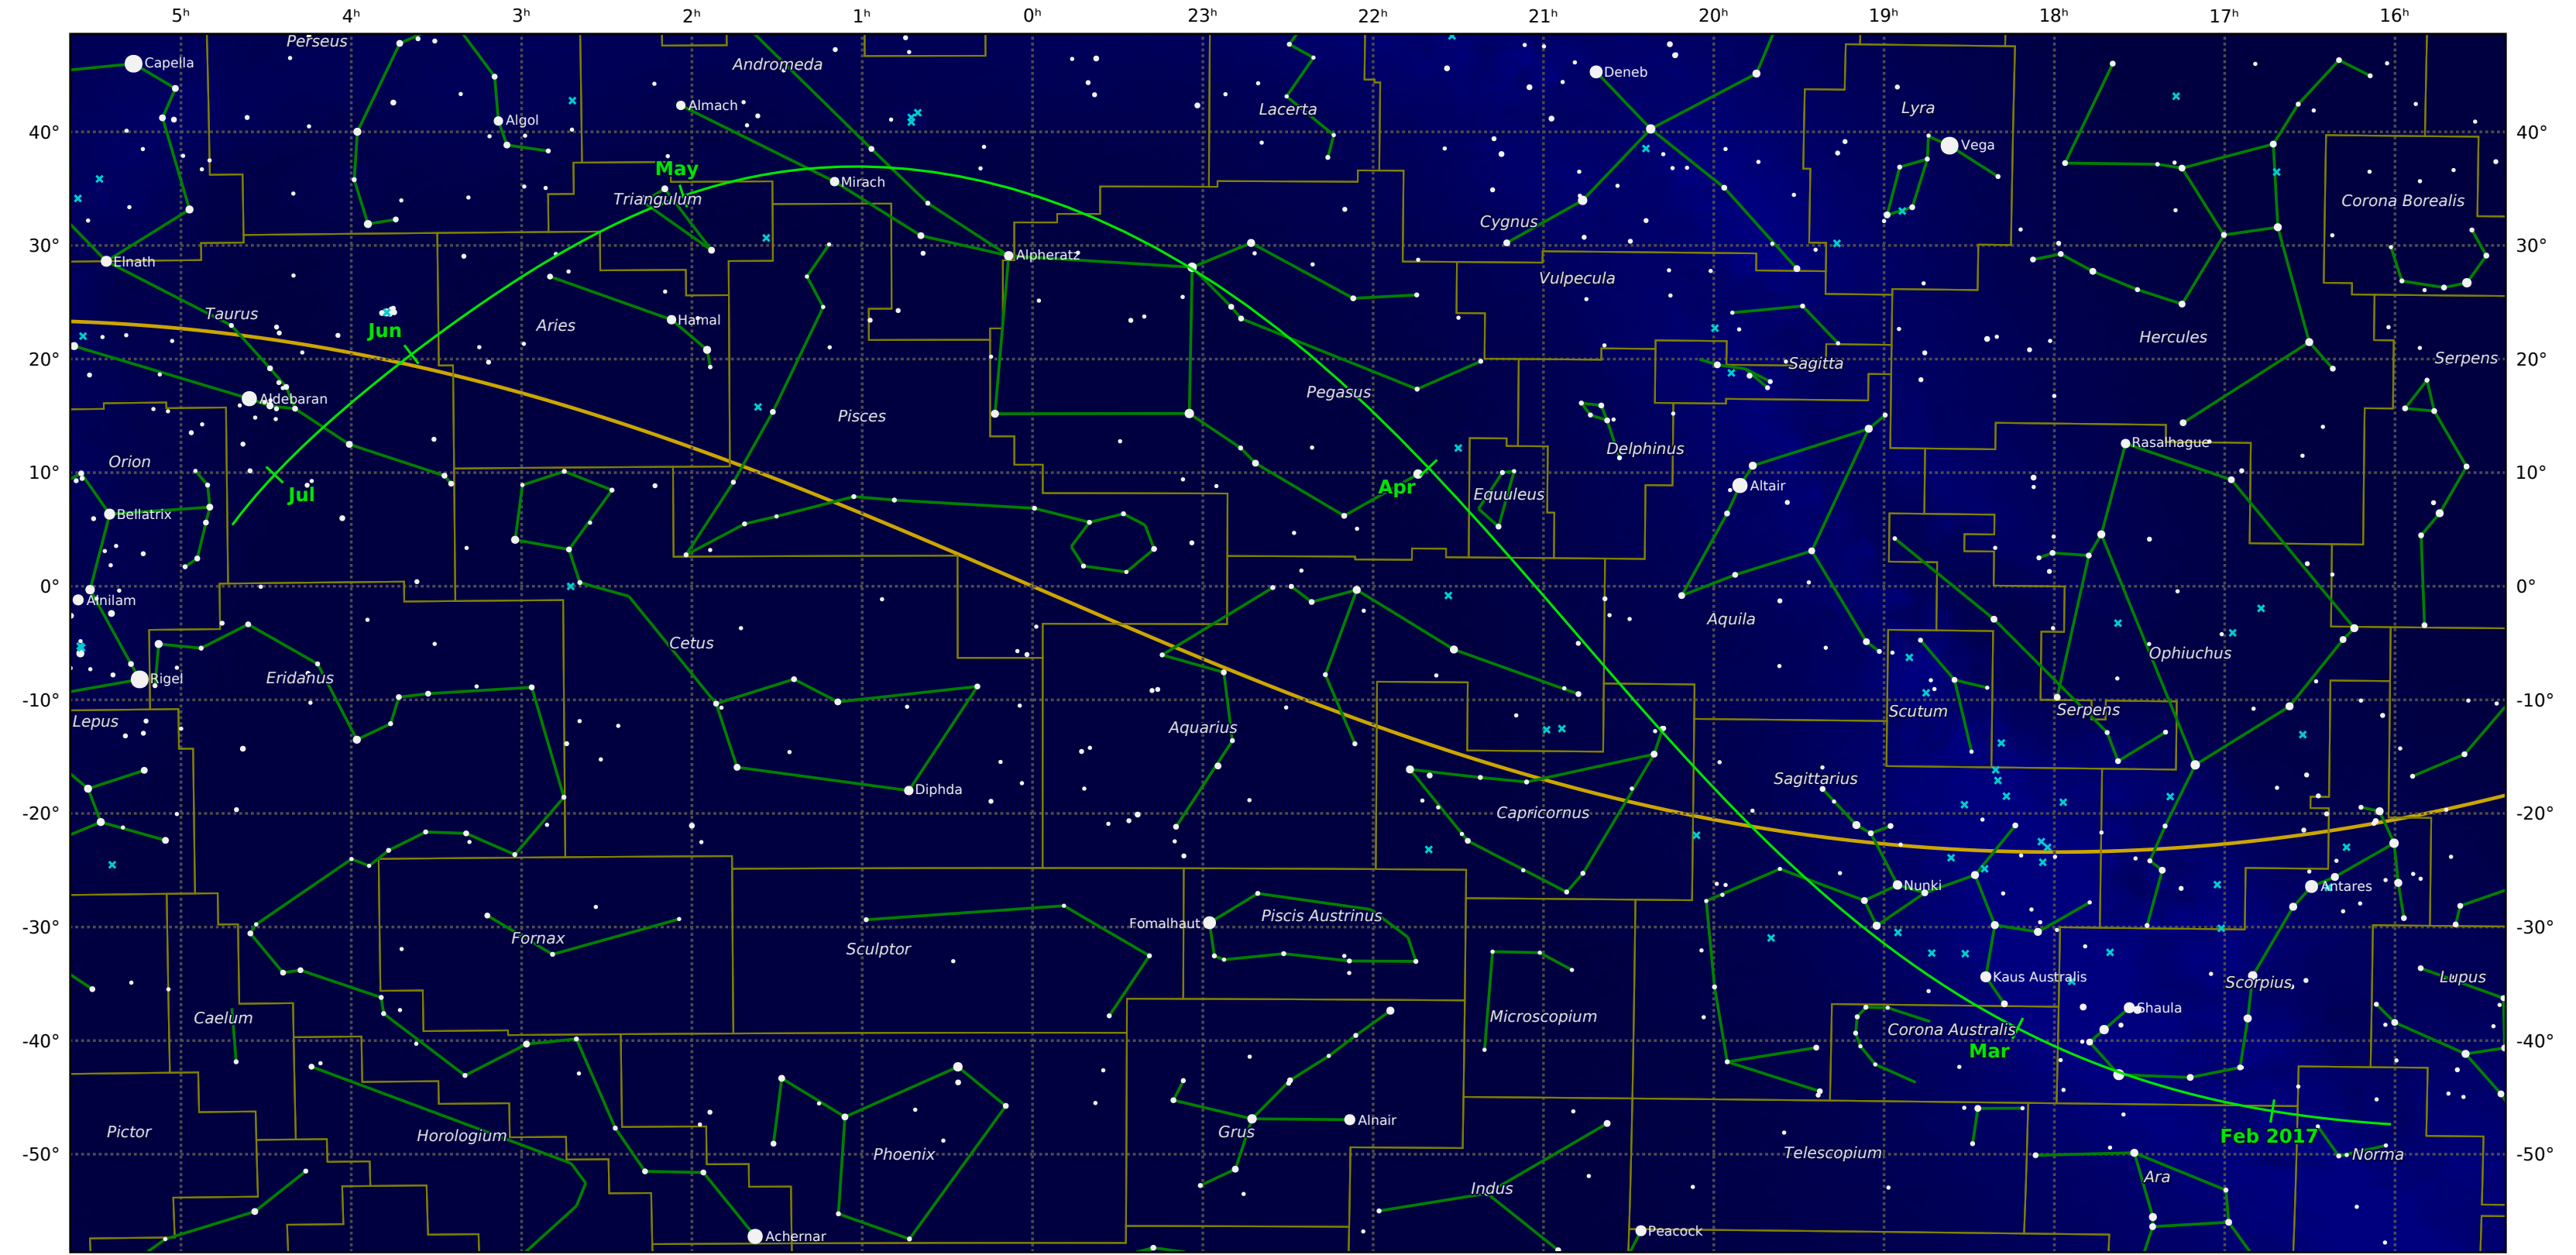 5ʰ 4ʰ 3ʰ 2ʰ 1ʰ 0ʰ 23ʰ 22ʰ 21ʰ 20ʰ 19ʰ 18ʰ 17ʰ 16ʰ
Perseus
Andromeda
Capella
Deneb
Almach
Lacerta
Lyra
Algol
40° 40°
Vega
May
Mirach
Triangulum
Corona Borealis
Cygnus
30° 30°
Alpheratz
Elnath
Vulpecula
Taurus
Hamal
Aries
Jun
Hercules
20° 20°
Serpens
Sagitta
Pegasus
Aldebaran
Pisces
Rasalhague
Delphinus
Orion
10° 10°
Apr
Altair
Jul
Equuleus
Bellatrix
0° 0°
Alnilam
Aquila
Cetus
Ophiuchus
Eridanus
Rigel
-10° -10°
Lepus
Aquarius
Scutum
Serpens
Sagittarius
Diphda
Capricornus
-20° -20°
Nunki
Antares
Fomalhaut
Piscis Austrinus
-30° -30°
Fornax
Sculptor
Kaus Australis
Scorpius
Lupus
Shaula
Caelum
Microscopium
Corona Australis
-40° -40°
Mar
Alnair
Pictor
Horologium
Grus
Feb 2017
-50° -50°
Phoenix
Telescopium
Norma
Ara
Indus
Achernar
Peacock